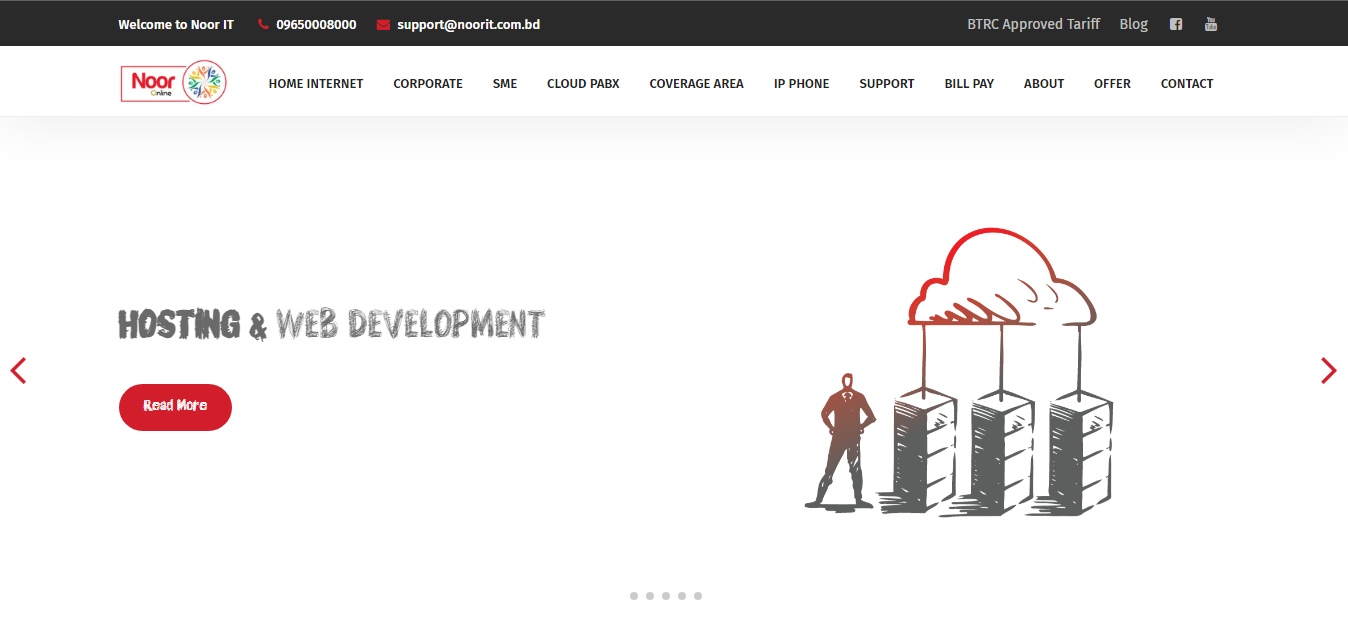 Welcome to Noor IT 09650008000 support@noorit.com.bd BTRC Approved Tariff Blog You Tube
Noor Online HOME INTERNET CORPORATE SME CLOUD PABX COVERAGE AREA IP PHONE SUPPORT BILL PAY ABOUT OFFER CONTACT
HOSTING & WEB DEVELOPMENT
Read More